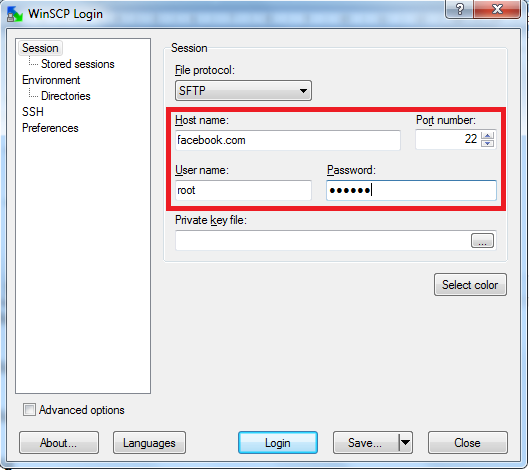 WinSCP Login
?
Session
Stored sessions
Environment
Directories
SSH
Preferences
Session
File protocol:
SFTP
Host name: Port number:
facebook.com 22
User name: Password:
root ●●●●●●
Private key file:
...
Select color
Advanced options
About... Languages Login Save... Close